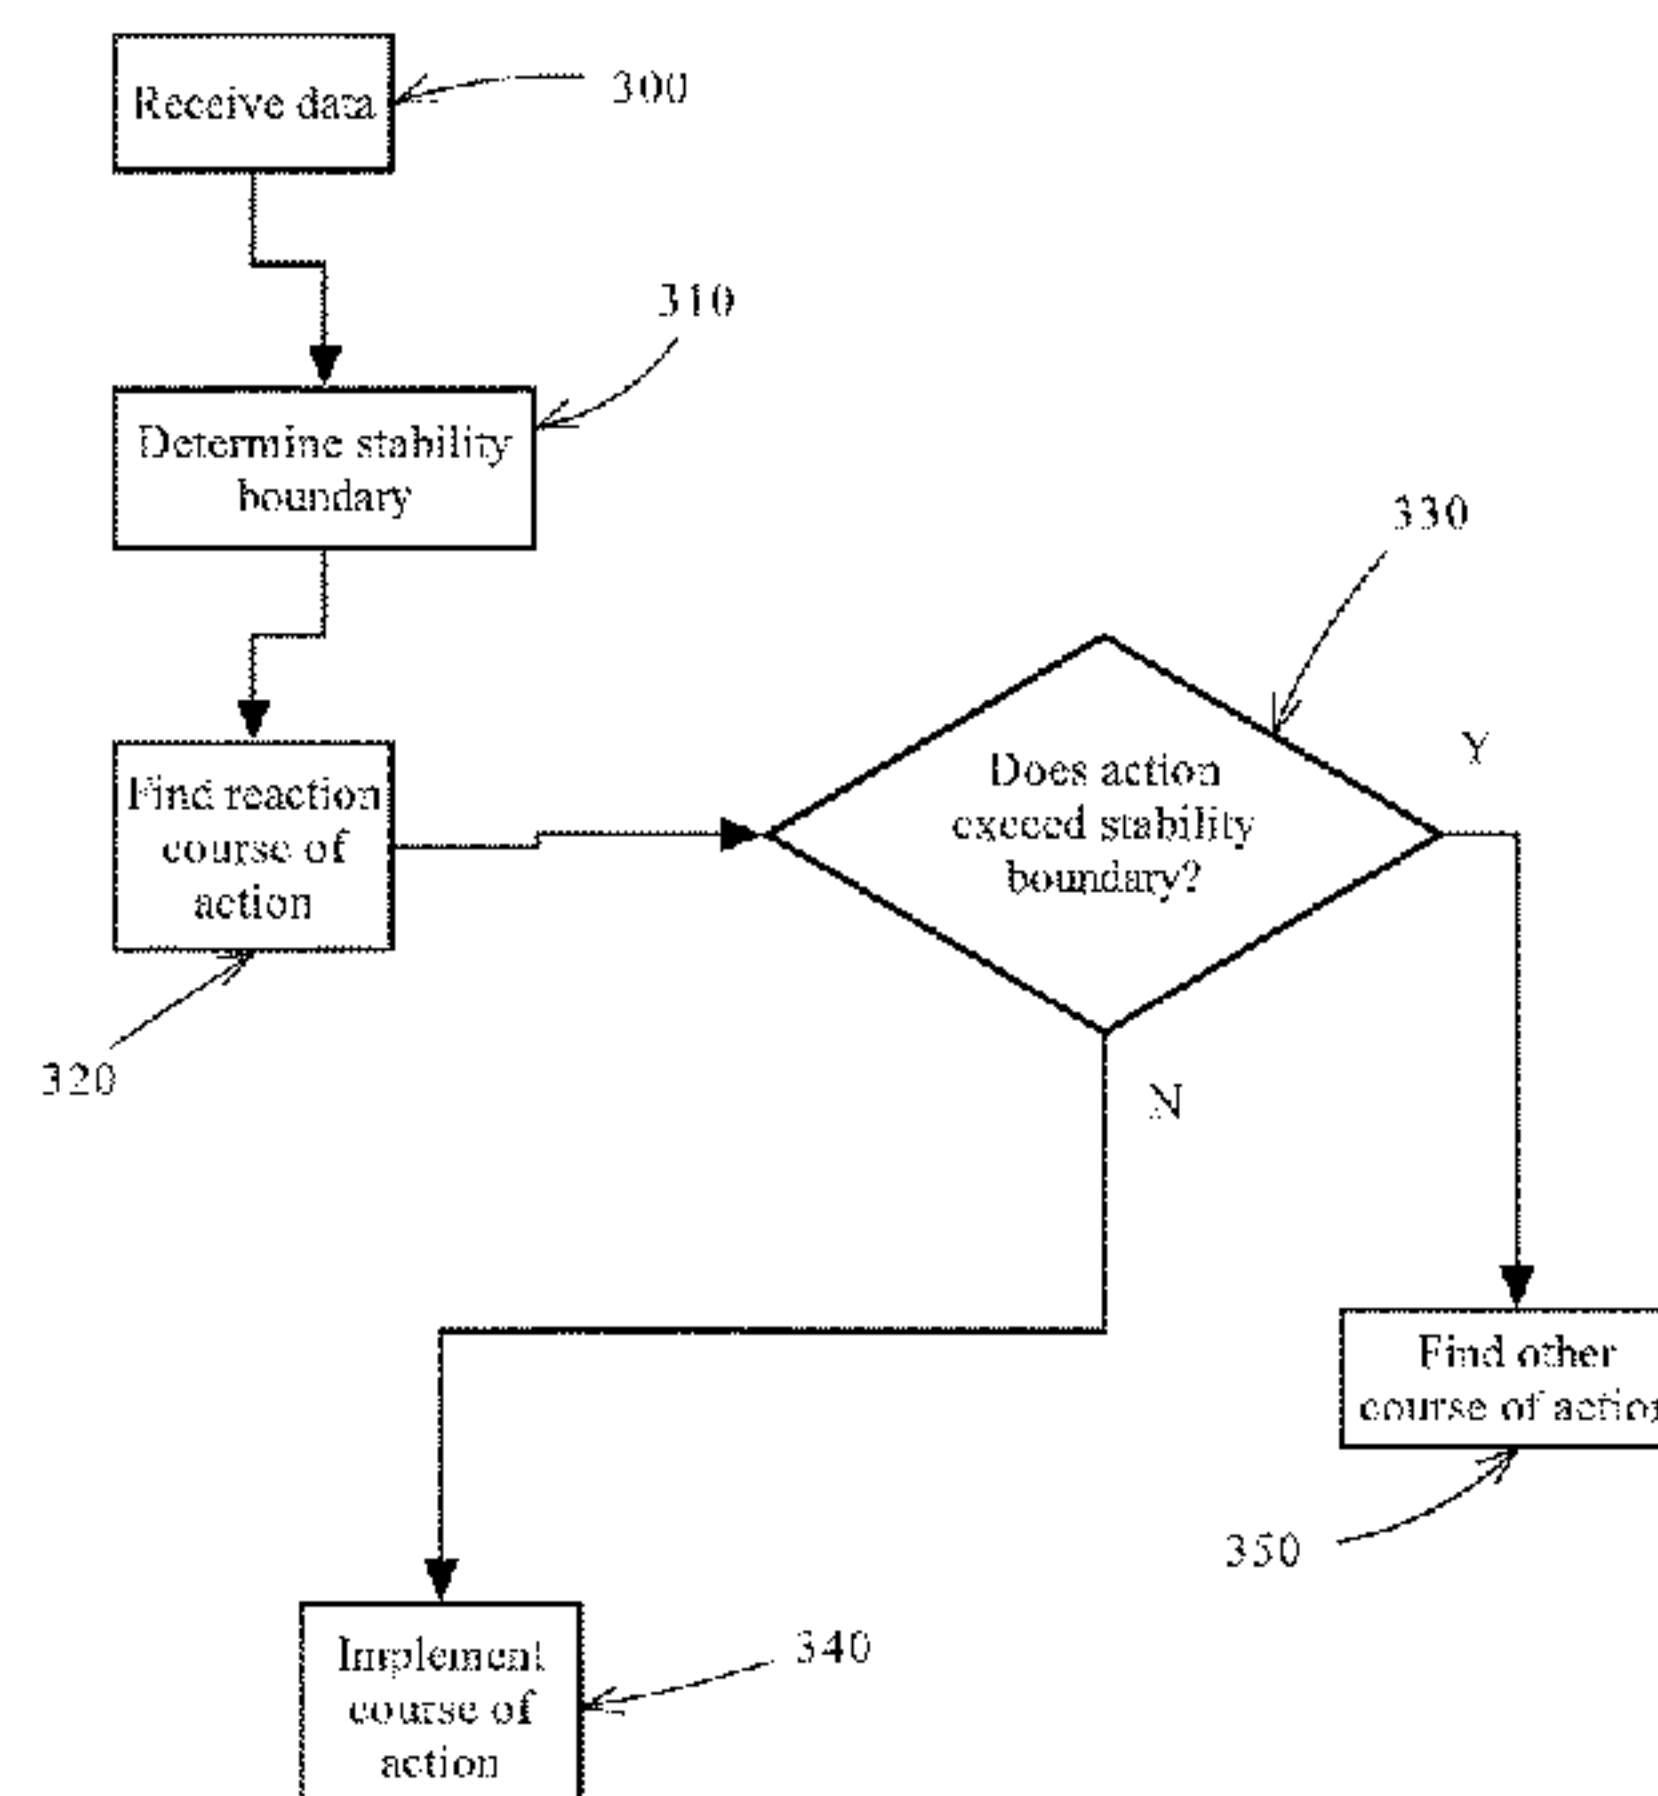 Receive data
300
310
Determine stability
boundary
330
Does action
exceed stability
boundary?
Y
Find reaction
course of
action
320
N
Find other
course of action
350
Implement
course of
action
340